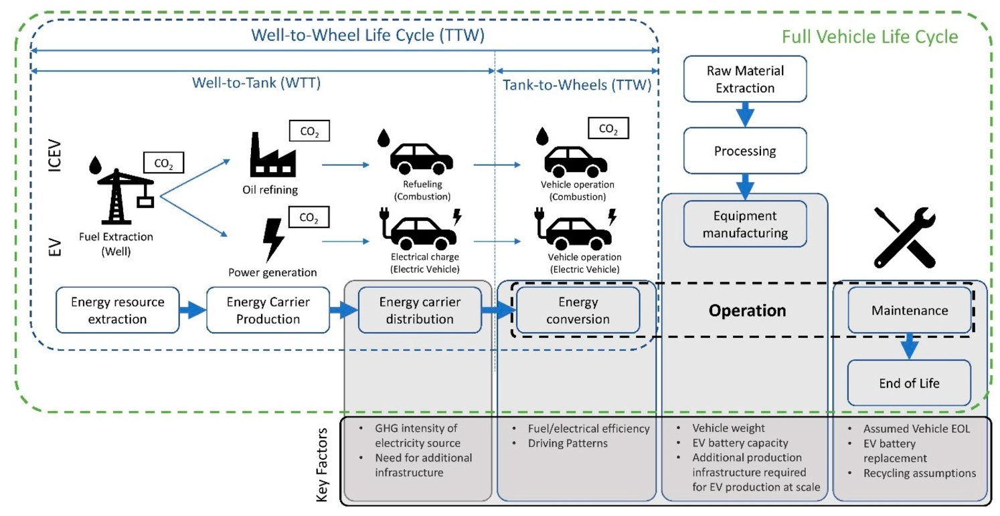 Well-to-Wheel Life Cycle (TTW)
Full Vehicle Life Cycle
Well-to-Tank (WTT)
Tank-to-Wheels (TTW)
Raw Material
Extraction
Processing
Equipment
manufacturing
ICEV
CO2
CO2
CO2
Oil refining
Refueling
(Combustion)
Vehicle operation
(Combustion)
EV
Fuel Extraction
(Well)
CO2
Power generation
Electrical charge
(Electric Vehicle)
Vehicle operation
(Electric Vehicle)
Energy resource
extraction
Energy Carrier
Production
Energy carrier
distribution
Energy
conversion
Operation
Maintenance
End of Life
Key Factors
• GHG intensity of
electricity source
• Need for additional
infrastructure
• Fuel/electrical efficiency
• Driving Patterns
• Vehicle weight
• EV battery capacity
• Additional production
infrastructure required
for EV production at scale
• Assumed Vehicle EOL
• EV battery
replacement
• Recycling assumptions